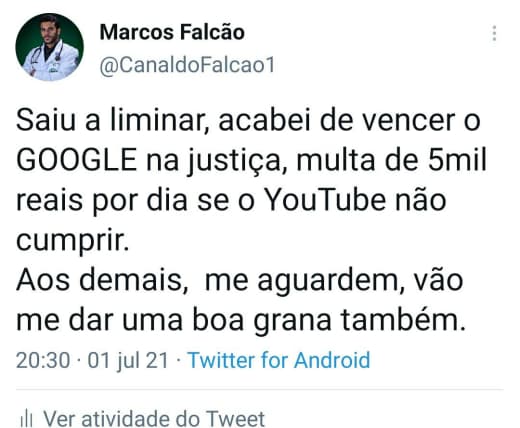 Marcos Falcão
@CanaldoFalcao1
Saiu a liminar, acabei de vencer o
GOOGLE na justiça, multa de 5mil
reais por dia se o YouTube não
cumprir.
Aos demais,  me aguardem, vão
me dar uma boa grana também.
20:30 · 01 jul 21 · Twitter for Android
Ver atividade do Tweet